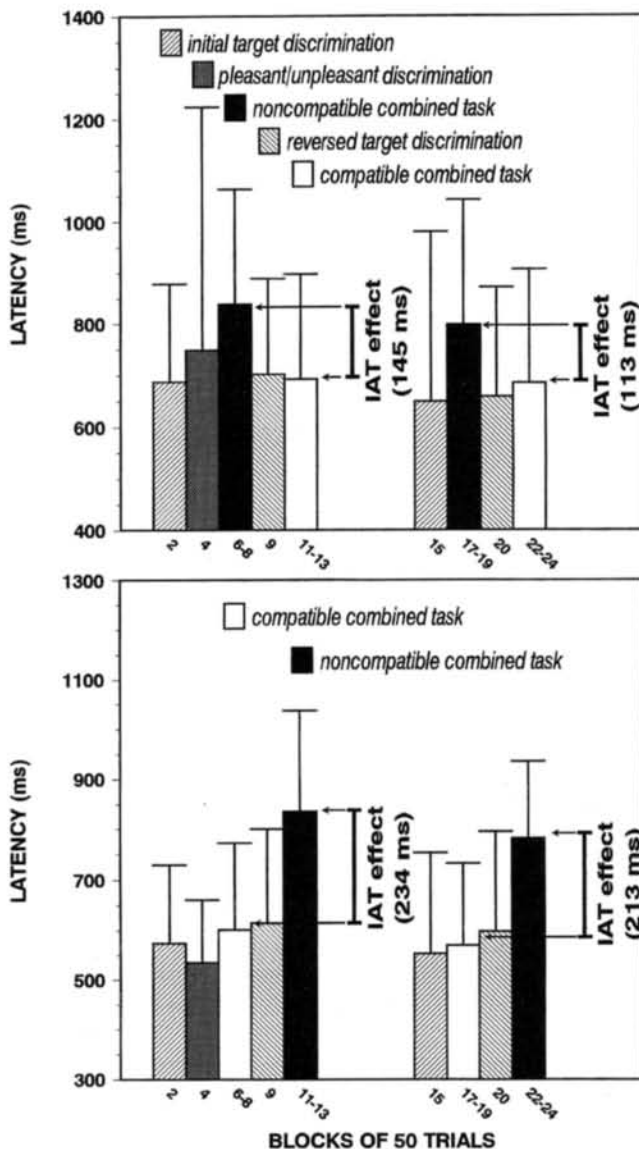 1400
1200
1000
800
600
400
LATENCY (ms)
initial target discrimination
pleasant/unpleasant discrimination
noncompatible combined task
reversed target discrimination
compatible combined task
IAT effect
(145 ms)
IAT effect
(113 ms)
2 4 6-8 9 11-13 15 17-19 20 22-24
1300
1100
900
700
500
300
LATENCY (ms)
compatible combined task
noncompatible combined task
IAT effect
(234 ms)
IAT effect
(213 ms)
2 4 6-8 9 11-13 15 17-19 20 22-24
BLOCKS OF 50 TRIALS